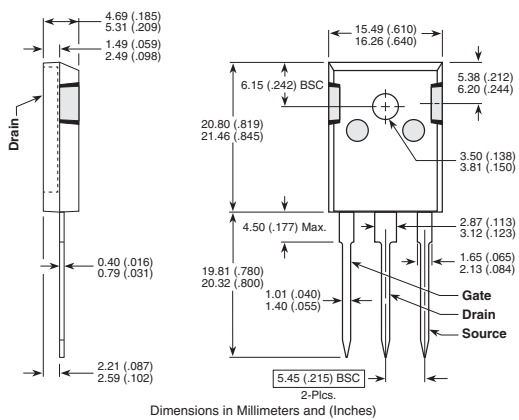 4.69 (.185)
5.31 (.209)
1.49 (.059)
2.49 (.098)
15.49 (.610)
16.26 (.640)
6.15 (.242) BSC
5.38 (.212)
6.20 (.244)
Drain
20.80 (.819)
21.46 (.845)
3.50 (.138)
3.81 (.150)
4.50 (.177) Max.
2.87 (.113)
3.12 (.123)
0.40 (.016)
0.79 (.031)
19.81 (.780)
20.32 (.800)
1.65 (.065)
2.13 (.084)
1.01 (.040)
1.40 (.055)
Gate
Drain
Source
2.21 (.087)
2.59 (.102)
5.45 (.215) BSC
2-Plcs.
Dimensions in Millimeters and (Inches)